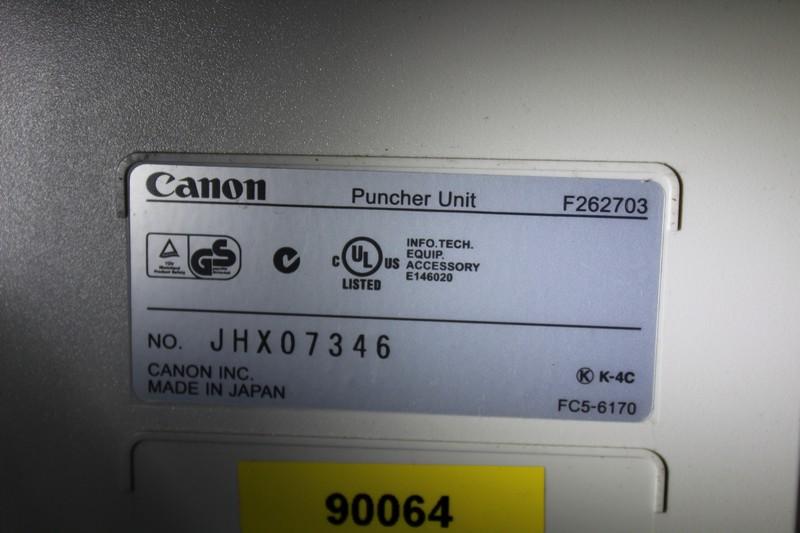 Canon Puncher Unit F262703
GS
C UL US
LISTED
INFO.TECH.
EQUIP.
ACCESSORY
E146020
NO. JHX07346
CANON INC.
MADE IN JAPAN
K K-4C
FC5-6170
90064